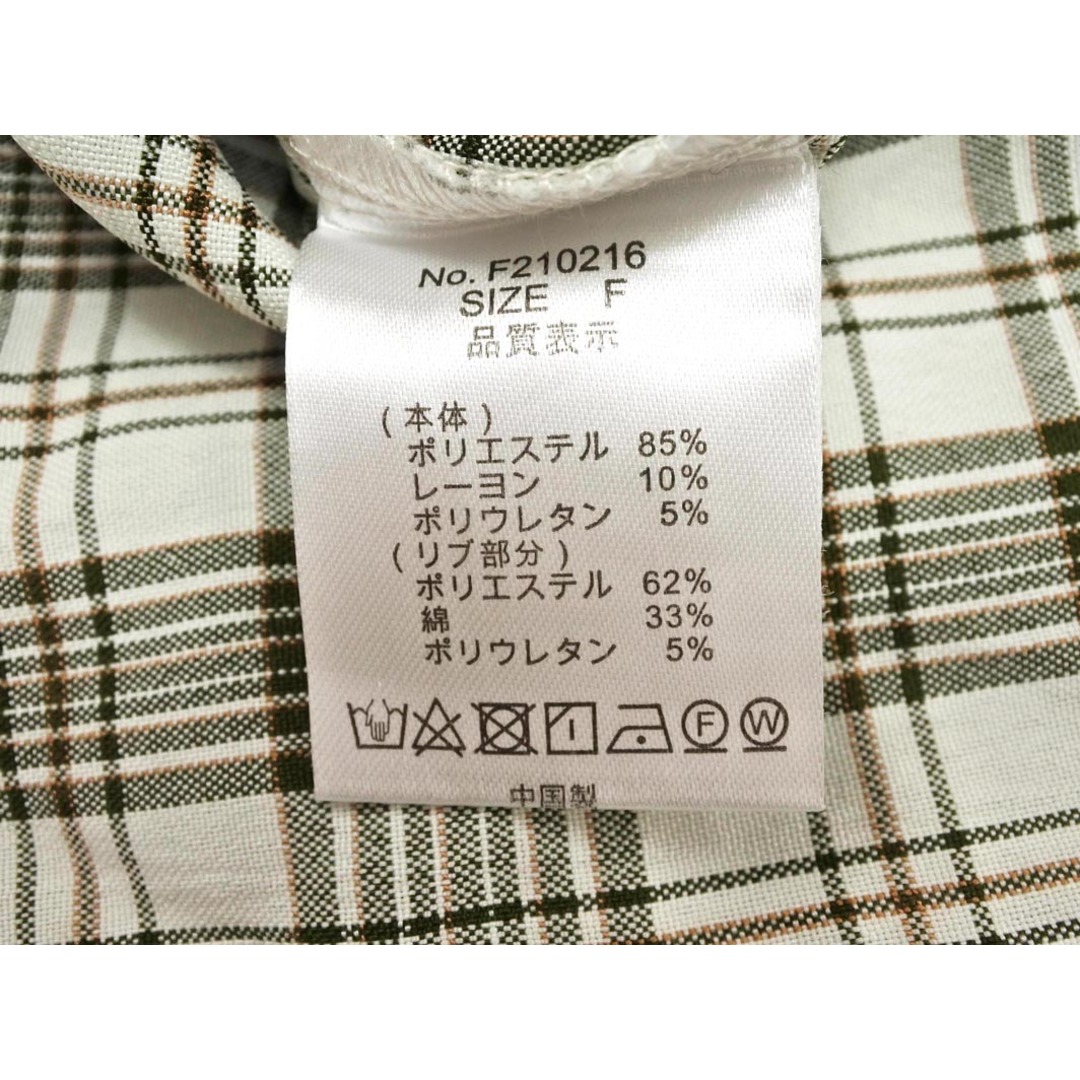 No. F210216
SIZE F
品質表示
(本体)
ポリエステル 85%
レーヨン 10%
ポリウレタン 5%
(リブ部分)
ポリエステル 62%
綿 33%
ポリウレタン 5%
F W
中国製